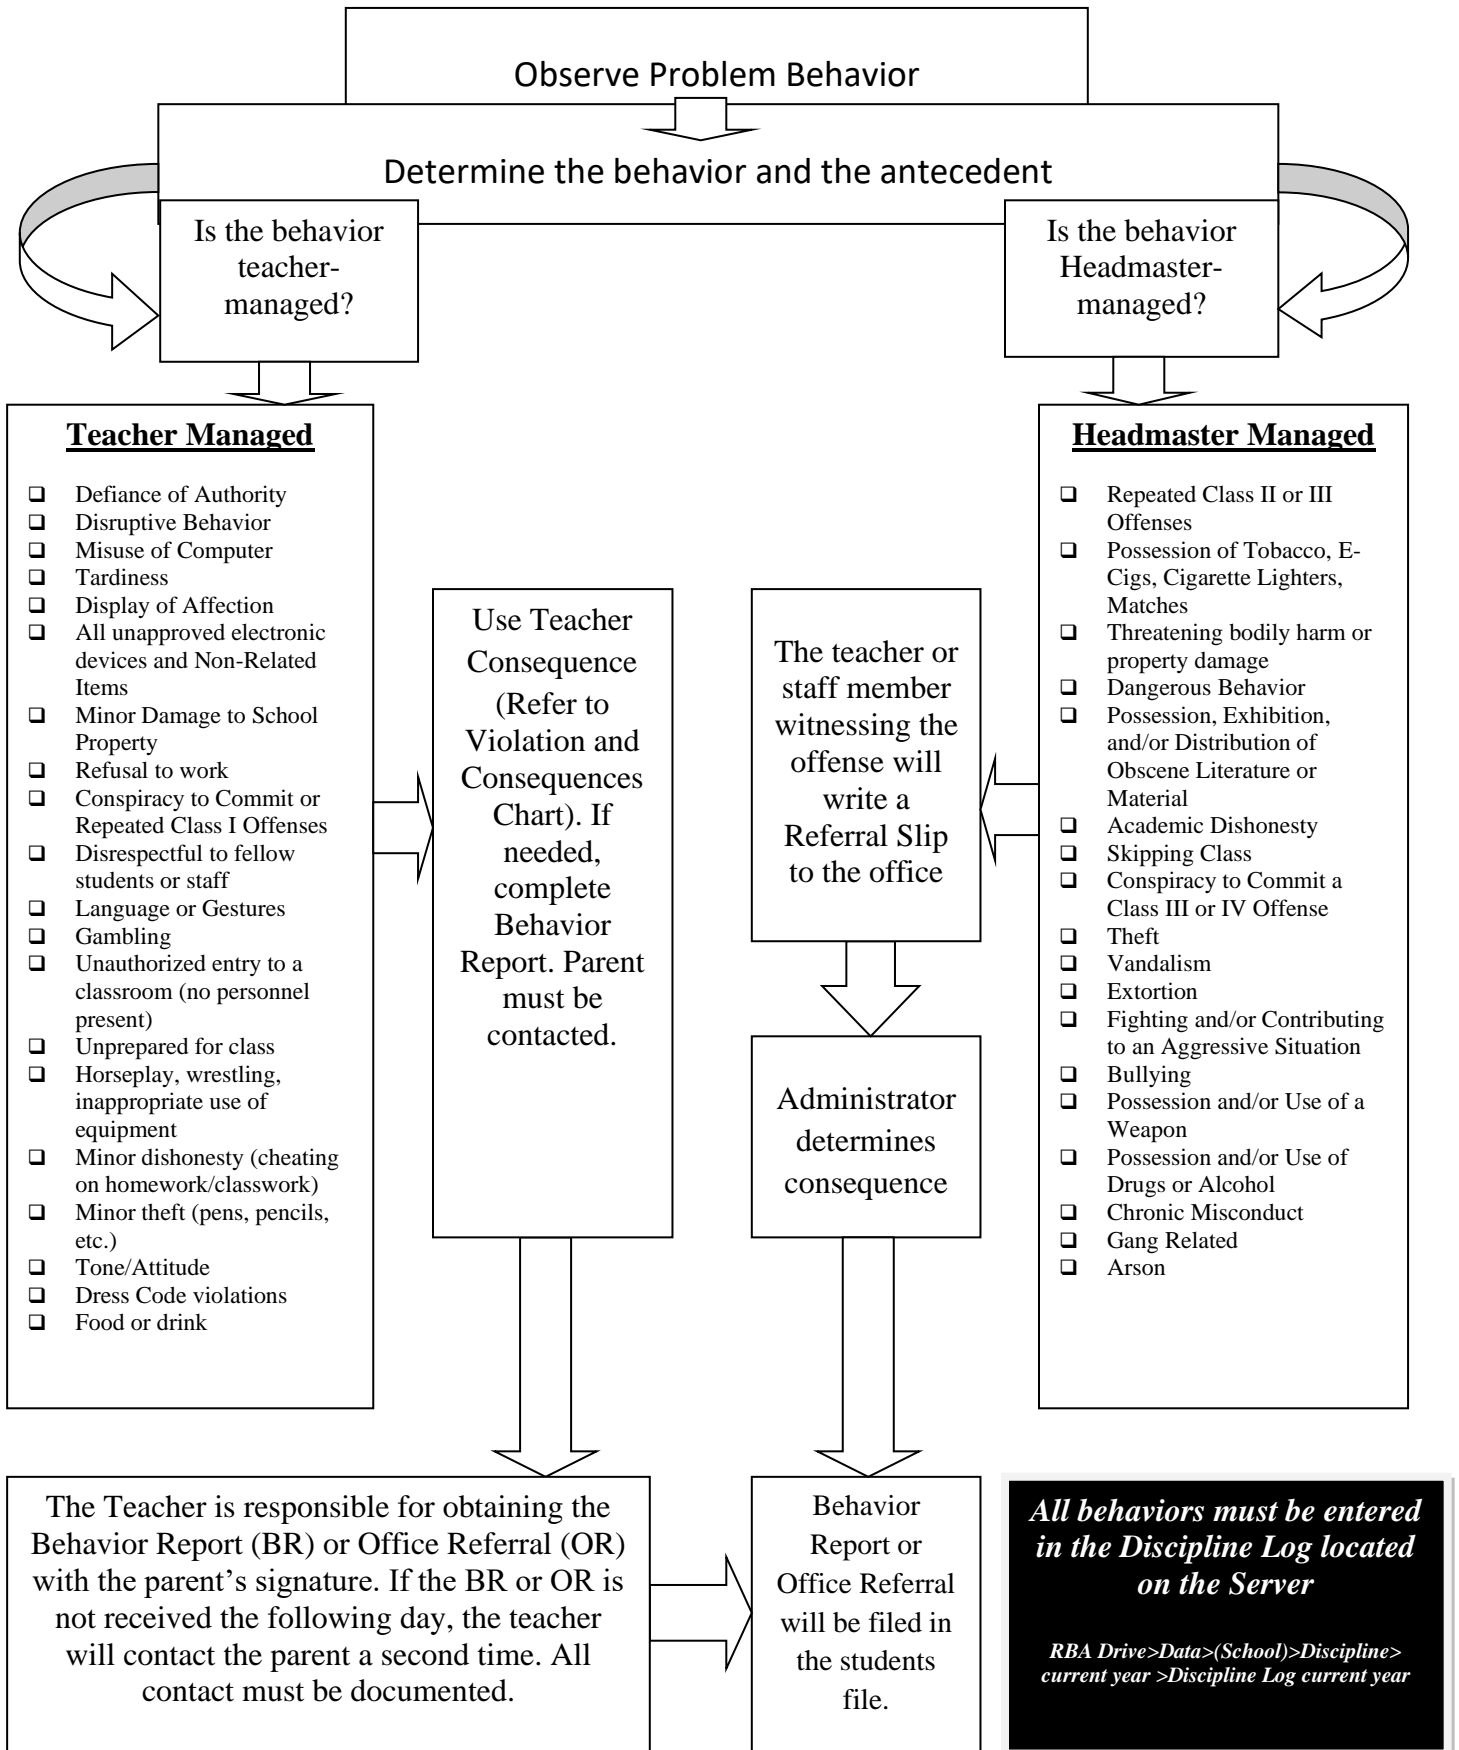 Observe Problem Behavior
Determine the behavior and the antecedent
Is the behavior
teacher-
managed?
Is the behavior
Headmaster-
managed?
Teacher Managed
❑ Defiance of Authority
❑ Disruptive Behavior
❑ Misuse of Computer
❑ Tardiness
❑ Display of Affection
❑ All unapproved electronic
devices and Non-Related
Items
❑ Minor Damage to School
Property
❑ Refusal to work
❑ Conspiracy to Commit or
Repeated Class I Offenses
❑ Disrespectful to fellow
students or staff
❑ Language or Gestures
❑ Gambling
❑ Unauthorized entry to a
classroom (no personnel
present)
❑ Unprepared for class
❑ Horseplay, wrestling,
inappropriate use of
equipment
❑ Minor dishonesty (cheating
on homework/classwork)
❑ Minor theft (pens, pencils,
etc.)
❑ Tone/Attitude
❑ Dress Code violations
❑ Food or drink
Use Teacher
Consequence
(Refer to
Violation and
Consequences
Chart). If
needed,
complete
Behavior
Report. Parent
must be
contacted.
The teacher or
staff member
witnessing the
offense will
write a
Referral Slip
to the office
Administrator
determines
consequence
Headmaster Managed
❑ Repeated Class II or III
Offenses
❑ Possession of Tobacco, E-
Cigs, Cigarette Lighters,
Matches
❑ Threatening bodily harm or
property damage
❑ Dangerous Behavior
❑ Possession, Exhibition,
and/or Distribution of
Obscene Literature or
Material
❑ Academic Dishonesty
❑ Skipping Class
❑ Conspiracy to Commit a
Class III or IV Offense
❑ Theft
❑ Vandalism
❑ Extortion
❑ Fighting and/or Contributing
to an Aggressive Situation
❑ Bullying
❑ Possession and/or Use of a
Weapon
❑ Possession and/or Use of
Drugs or Alcohol
❑ Chronic Misconduct
❑ Gang Related
❑ Arson
The Teacher is responsible for obtaining the
Behavior Report (BR) or Office Referral (OR)
with the parent’s signature. If the BR or OR is
not received the following day, the teacher
will contact the parent a second time. All
contact must be documented.
Behavior
Report or
Office Referral
will be filed in
the students
file.
All behaviors must be entered
in the Discipline Log located
on the Server
RBA Drive>Data>(School)>Discipline>
current year >Discipline Log current year